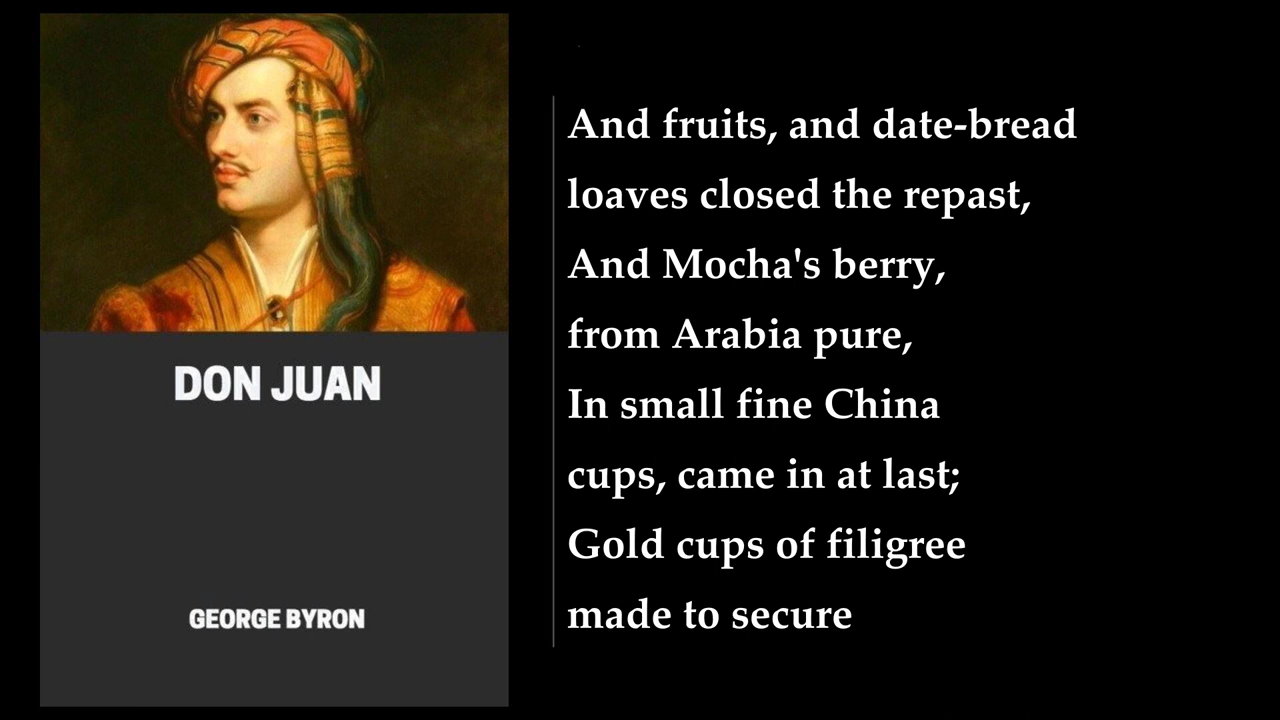 DON JUAN
GEORGE BYRON
And fruits, and date-bread
loaves closed the repast,
And Mocha's berry,
from Arabia pure,
In small fine China
cups, came in at last;
Gold cups of filigree
made to secure